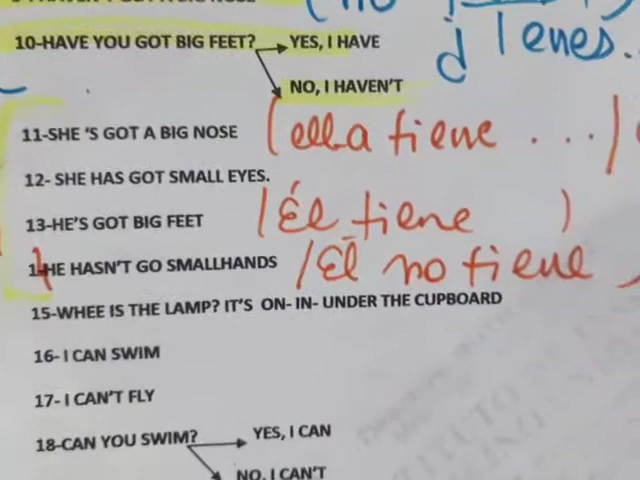 10-HAVE YOU GOT BIG FEET? YES, I HAVE
¿ Tienes..
NO, I HAVEN'T
11-SHE 'S GOT A BIG NOSE (ella tiene ...)
12- SHE HAS GOT SMALL EYES.
13-HE'S GOT BIG FEET (Él tiene )
1-HE HASN'T GO SMALLHANDS (Él no tiene
15-WHEE IS THE LAMP? IT'S ON- IN- UNDER THE CUPBOARD
16- I CAN SWIM
17- I CAN'T FLY
18-CAN YOU SWIM? YES, I CAN
NO, I CAN'T